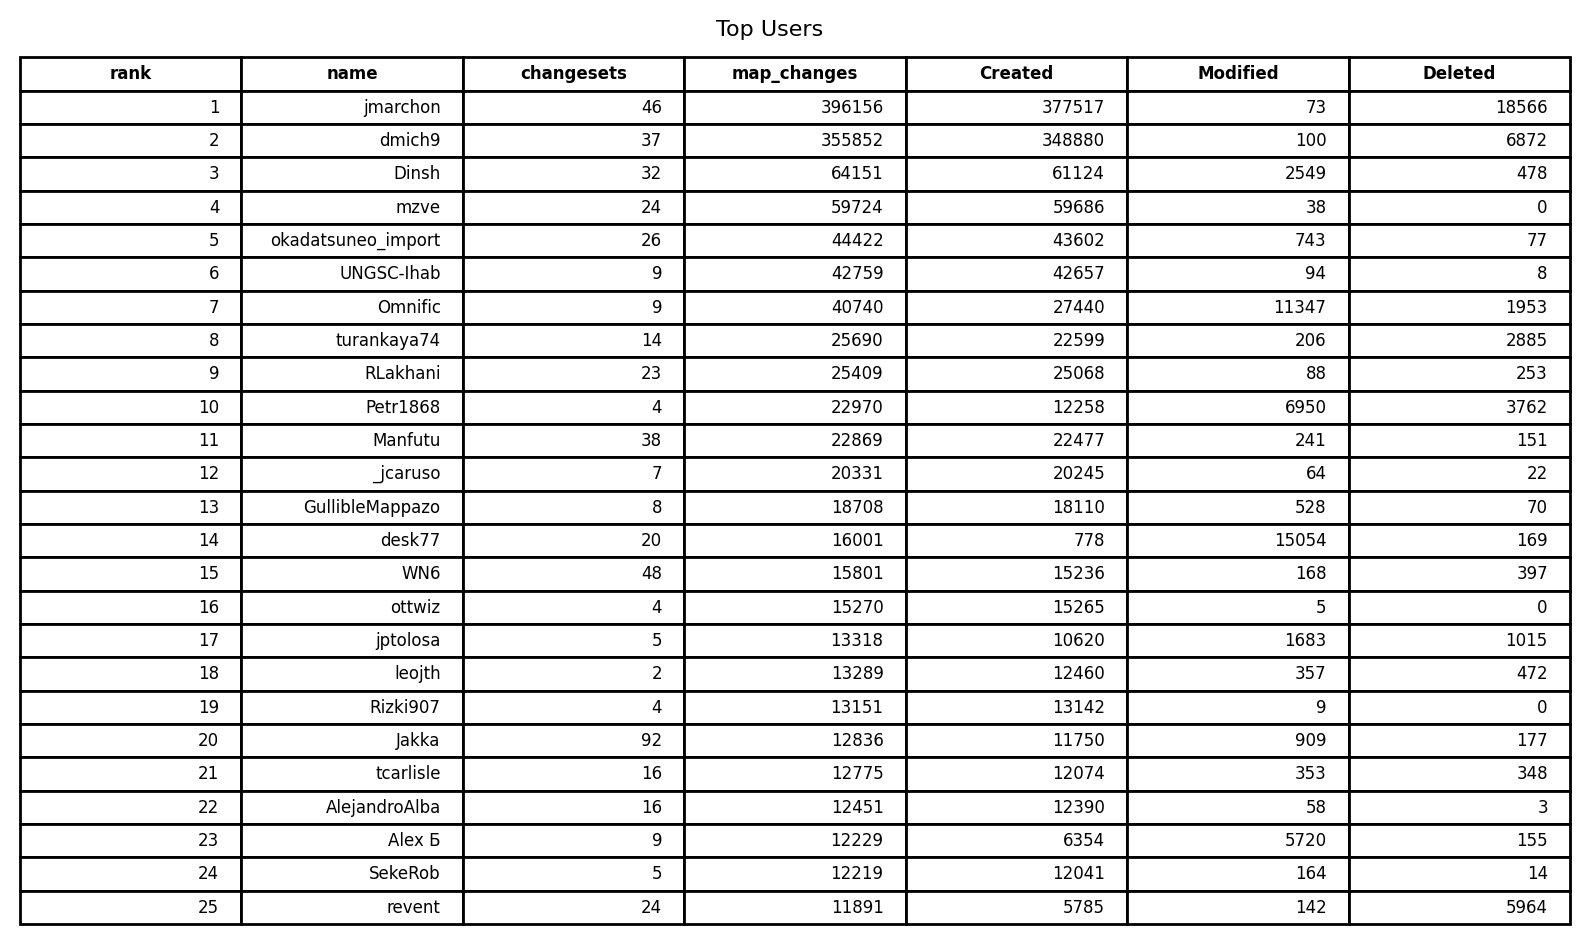 Top Users
rank name changesets map_changes Created Modified Deleted
1 jmarchon 46 396156 377517 73 18566
2 dmich9 37 355852 348880 100 6872
3 Dinsh 32 64151 61124 2549 478
4 mzve 24 59724 59686 38 0
5 okadatsuneo_import 26 44422 43602 743 77
6 UNGSC-Ihab 9 42759 42657 94 8
7 Omnific 9 40740 27440 11347 1953
8 turankaya74 14 25690 22599 206 2885
9 RLakhani 23 25409 25068 88 253
10 Petr1868 4 22970 12258 6950 3762
11 Manfutu 38 22869 22477 241 151
12 _jcaruso 7 20331 20245 64 22
13 GullibleMappazo 8 18708 18110 528 70
14 desk77 20 16001 778 15054 169
15 WN6 48 15801 15236 168 397
16 ottwiz 4 15270 15265 5 0
17 jptolosa 5 13318 10620 1683 1015
18 leojth 2 13289 12460 357 472
19 Rizki907 4 13151 13142 9 0
20 Jakka 92 12836 11750 909 177
21 tcarlisle 16 12775 12074 353 348
22 AlejandroAlba 16 12451 12390 58 3
23 Alex Б 9 12229 6354 5720 155
24 SekeRob 5 12219 12041 164 14
25 revent 24 11891 5785 142 5964